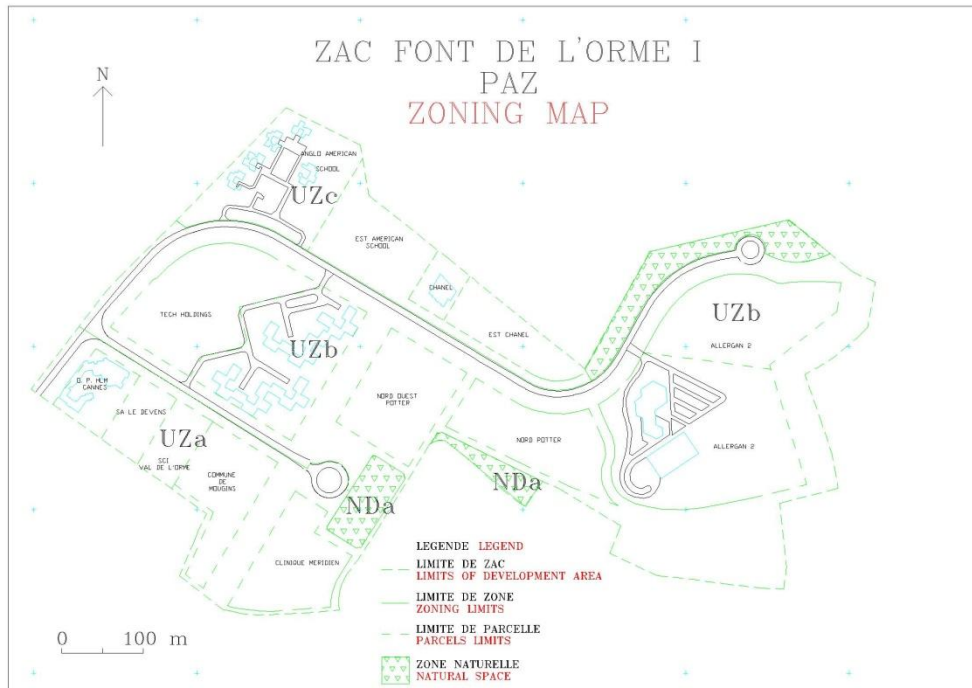 ZAC FONT DE L'ORME I
PAZ
ZONING MAP
N
ANGLO AMERICAN
SCHOOL
UZc
EST AMERICAN
SCHOOL
CHANEL
EST CHANEL
TECH HOLDINGS
UZb
UZb
ALLERGAN 2
O. P. HLM
CANNES
SA LE DEVENS
UZa
SCI
VAL DE L'ORME
COMMUNE
DE
MOUGINS
NORD OUEST
POTTER
NORD POTTER
ALLERGAN 2
NDa
NDa
CLINIQUE MERIDIEN
LEGENDE LEGEND
LIMITE DE ZAC
LIMITS OF DEVELOPMENT AREA
LIMITE DE ZONE
ZONING LIMITS
LIMITE DE PARCELLE
PARCELS LIMITS
ZONE NATURELLE
NATURAL SPACE
0 100 m